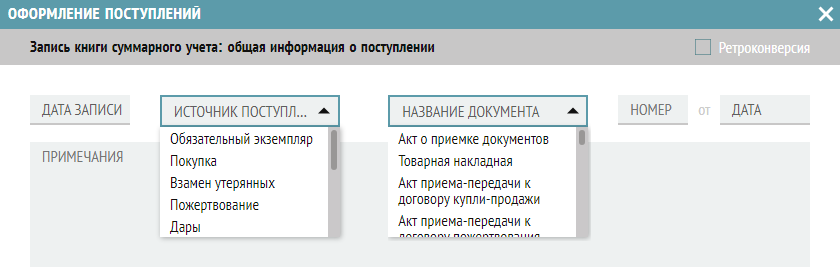 ОФОРМЛЕНИЕ ПОСТУПЛЕНИЙ
Запись книги суммарного учета: общая информация о поступлении
Ретроконверсия
ДАТА ЗАПИСИ
ИСТОЧНИК ПОСТУПЛ...
НАЗВАНИЕ ДОКУМЕНТА
НОМЕР
от
ДАТА
ПРИМЕЧАНИЯ
Обязательный экземпляр
Покупка
Взамен утерянных
Пожертвование
Дары
Акт о приемке документов
Товарная накладная
Акт приема-передачи к
договору купли-продажи
Акт приема-передачи к
договору пожертвования